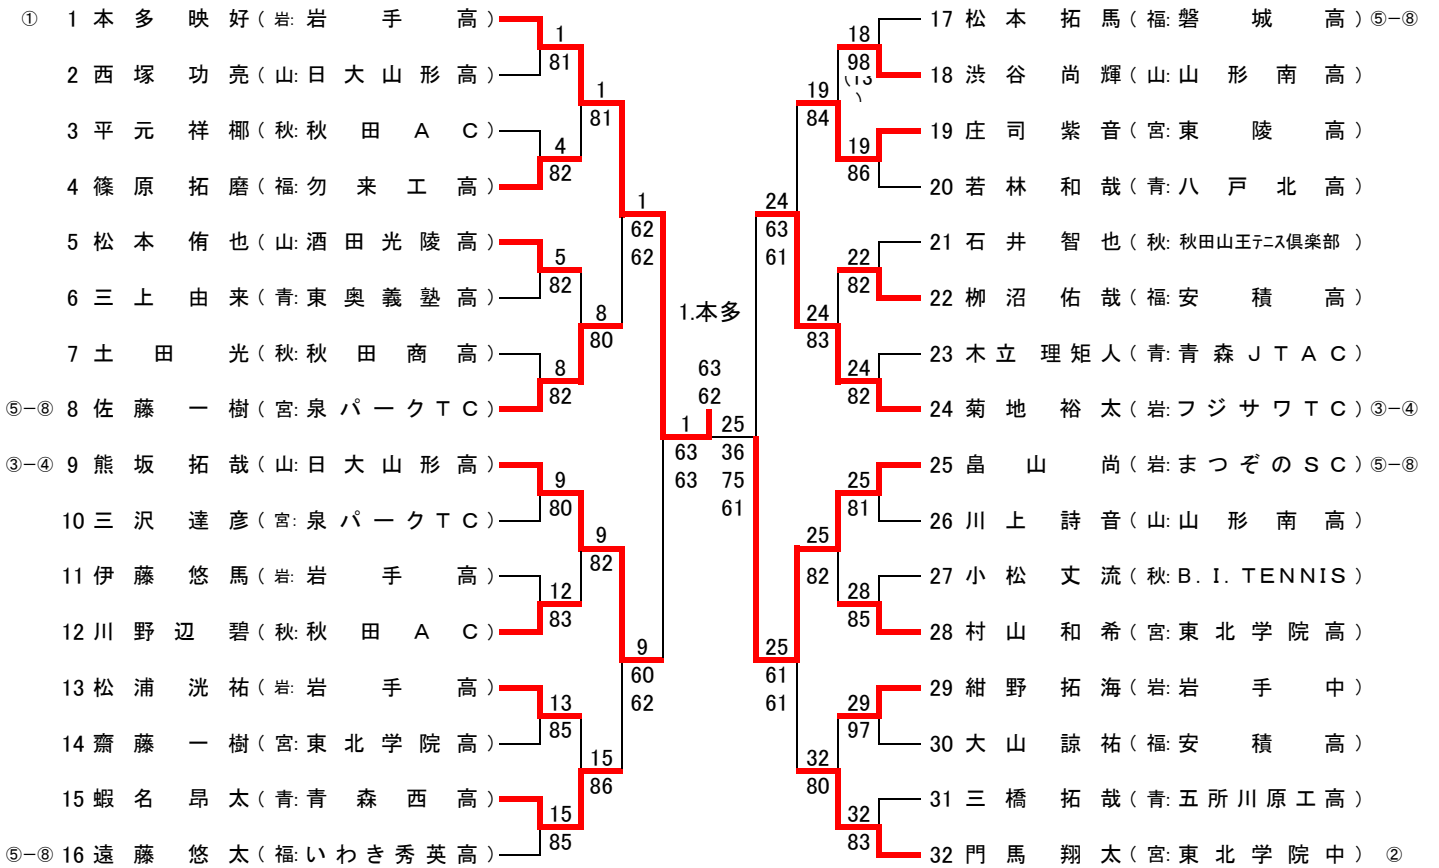 ① 1 本多 映好 (岩: 岩手高)
2 西塚 功亮 (山: 日大山形高)
3 平元 祥椰 (秋: 秋田AC)
4 篠原 拓磨 (福: 勿来工高)
5 松本 侑也 (山: 酒田光陵高)
6 三上 由来 (青: 東奥義塾高)
7 土田 光 (秋: 秋田商高)
⑤-⑧ 8 佐藤 一樹 (宮: 泉パークTC)
③-④ 9 熊坂 拓哉 (山: 日大山形高)
10 三沢 達彦 (宮: 泉パークTC)
11 伊藤 悠馬 (岩: 岩手高)
12 川野辺 碧 (秋: 秋田AC)
13 松浦 洸祐 (岩: 岩手高)
14 齋藤 一樹 (宮: 東北学院高)
15 蝦名 昂太 (青: 青森西高)
⑤-⑧ 16 遠藤 悠太 (福: いわき秀英高)
1
81
4
82
5
82
8
82
9
80
12
83
13
85
15
85
1
81
8
80
9
82
15
86
1
62
62
9
60
62
1
63
63
1.本多
63
62
25
36
75
61
24
63
61
25
61
61
19
84
24
83
25
82
32
80
18
98
(13
)
19
86
22
82
24
82
25
81
28
85
29
97
32
83
17 松本 拓馬 (福: 磐城高) ⑤-⑧
18 渋谷 尚輝 (山: 山形南高)
19 庄司 紫音 (宮: 東陵高)
20 若林 和哉 (青: 八戸北高)
21 石井 智也 (秋: 秋田山王テニス倶楽部)
22 栁沼 佑哉 (福: 安積高)
23 木立 理矩人 (青: 青森JTAC)
24 菊地 裕太 (岩: フジサワTC) ③-④
25 畠山 尚 (岩: まつぞのSC) ⑤-⑧
26 川上 詩音 (山: 山形南高)
27 小松 丈流 (秋: B.I.TENNIS)
28 村山 和希 (宮: 東北学院高)
29 紺野 拓海 (岩: 岩手中)
30 大山 諒祐 (福: 安積高)
31 三橋 拓哉 (青: 五所川原工高)
32 門馬 翔太 (宮: 東北学院中) ②